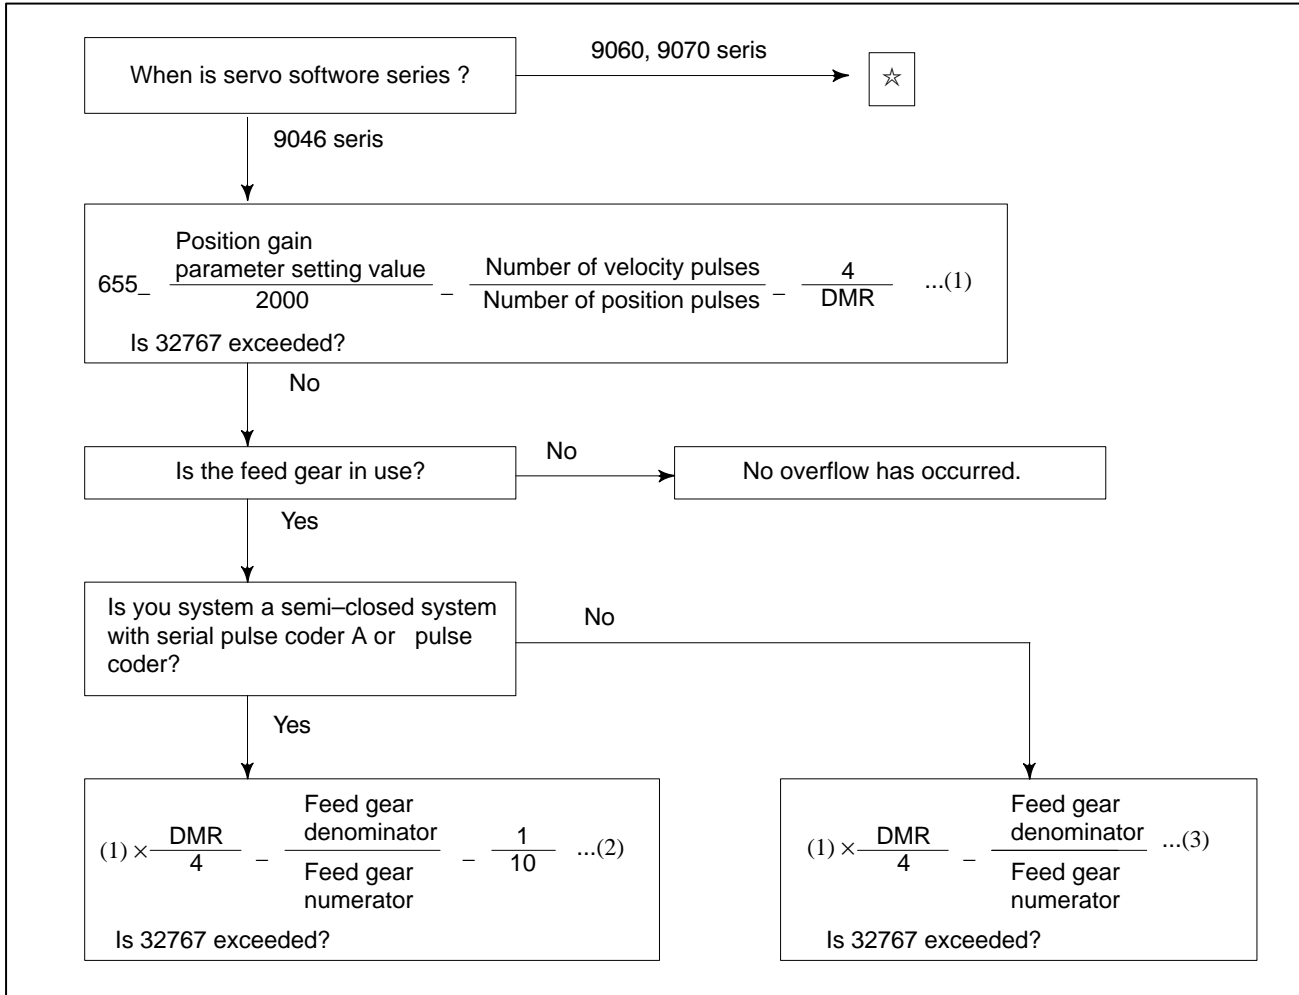 When is servo softwore series ?
9060, 9070 seris
☆
9046 seris
Position gain
parameter setting value
655_
2000
_
Number of velocity pulses
Number of position pulses
_
4
DMR
...(1)
Is 32767 exceeded?
No
Is the feed gear in use?
No
No overflow has occurred.
Yes
Is you system a semi–closed system
with serial pulse coder A or pulse
coder?
No
Yes
(1) ×
DMR
4
_
Feed gear
denominator
Feed gear
numerator
_
1
10
...(2)
Is 32767 exceeded?
(1) ×
DMR
4
_
Feed gear
denominator
Feed gear
numerator
...(3)
Is 32767 exceeded?